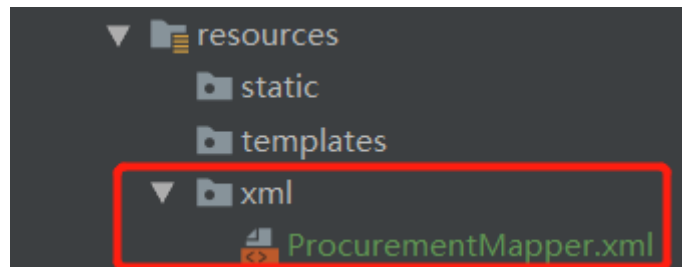 resources
static
templates
xml
ProcurementMapper.xml